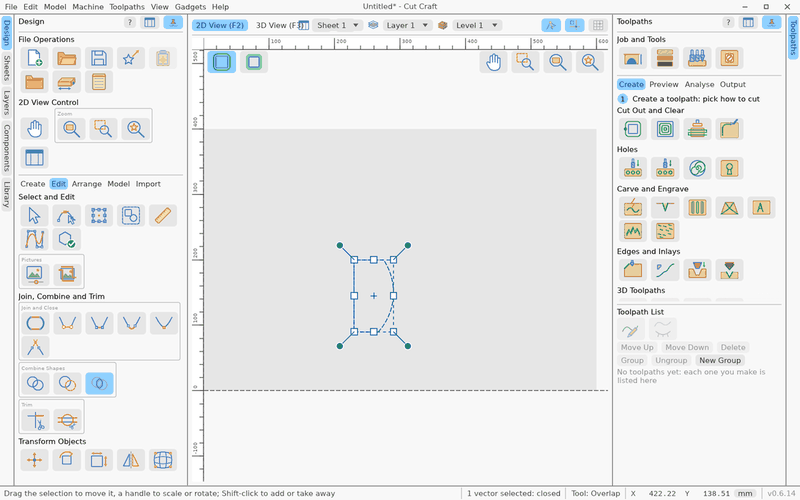 Untitled* - Cut Craft
File Edit Model Machine Toolpaths View Gadgets Help
Design
Sheets
Layers
Components
Library
Design
?
File Operations
2D View Control
Zoom
Create Edit Arrange Model Import
Select and Edit
Pictures
Join, Combine and Trim
Join and Close
Combine Shapes
Trim
Transform Objects
2D View (F2) 3D View (F3) Sheet 1 Layer 1 Level 1
100 200 300 400 500 600
500
400
300
200
100
0
-100
Toolpaths
?
Toolpaths
Job and Tools
Create Preview Analyse Output
1 Create a toolpath: pick how to cut
Cut Out and Clear
Holes
Carve and Engrave
A
Edges and Inlays
3D Toolpaths
Toolpath List
Move Up Move Down Delete
Group Ungroup New Group
No toolpaths yet; each one you make is
listed here
Drag the selection to move it, a handle to scale or rotate; Shift-click to add or take away
1 vector selected: closed Tool: Overlap X 422.22 Y 138.51 mm v0.6.14